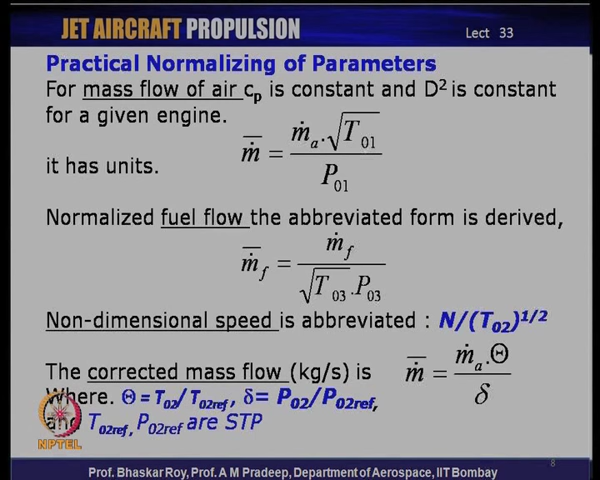 JET AIRCRAFT PROPULSION
Lect 33
Practical Normalizing of Parameters
For mass flow of air cp is constant and D² is constant
for a given engine.
ṁ̅ = ṁa.√T01 / P01
it has units.
Normalized fuel flow the abbreviated form is derived,
ṁ̅f = ṁf / √T03.P03
Non-dimensional speed is abbreviated : N/(T02)1/2
The corrected mass flow (kg/s) is
ṁ̅ = ṁa.Θ / δ
Where. Θ = T02/ T02ref, δ= P02/P02ref,
and T02ref, P02ref are STP
NPTEL
8
Prof. Bhaskar Roy, Prof. A M Pradeep, Department of Aerospace, IIT Bombay